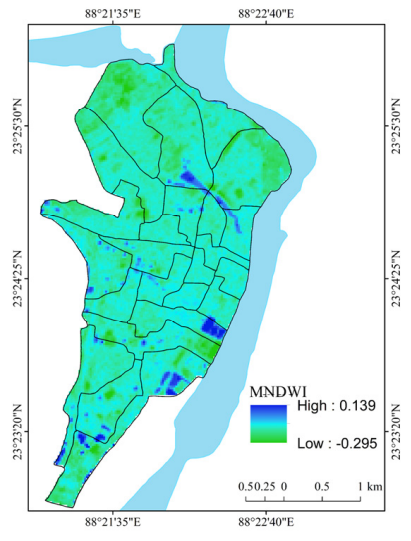 88°21'35"E 88°22'40"E
23°25'30"N 23°25'30"N
23°24'25"N 23°24'25"N
23°23'20"N 23°23'20"N
MNDWI
High : 0.139
Low : -0.295
0.50.25 0 0.5 1 km
88°21'35"E 88°22'40"E